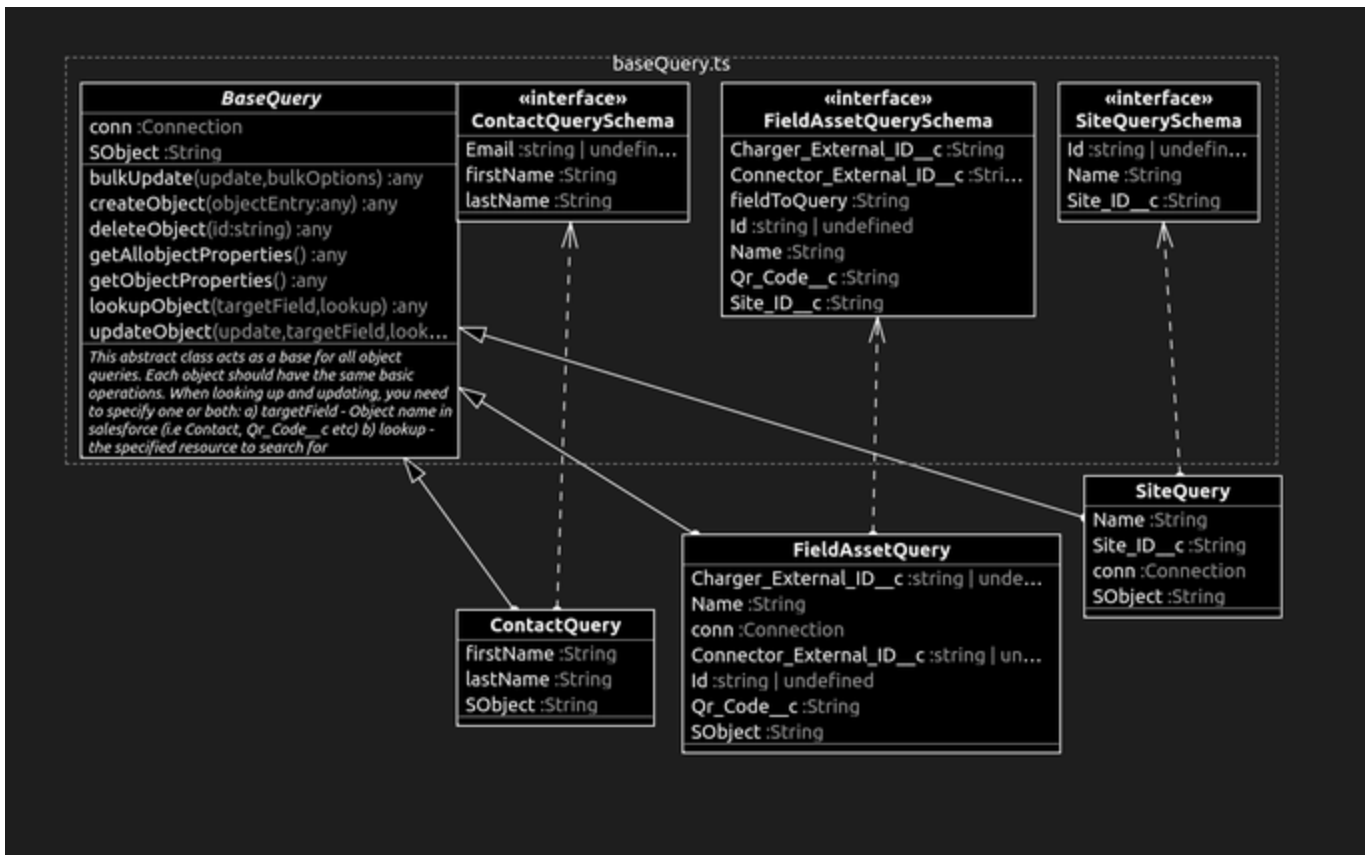 baseQuery.ts
BaseQuery
conn :Connection
SObject :String
bulkUpdate(update,bulkOptions) :any
createObject(objectEntry:any) :any
deleteObject(id:string) :any
getAllobjectProperties() :any
getObjectProperties() :any
lookupObject(targetField,lookup) :any
updateObject(update,targetField,look...
This abstract class acts as a base for all object
queries. Each object should have the same basic
operations. When looking up and updating, you need
to specify one or both: a) targetField - Object name in
salesforce (i.e Contact, Qr_Code__c etc) b) lookup -
the specified resource to search for
«interface»
ContactQuerySchema
Email :string | undefin...
firstName :String
lastName :String
«interface»
FieldAssetQuerySchema
Charger_External_ID__c :String
Connector_External_ID__c :Stri...
fieldToQuery :String
Id :string | undefined
Name :String
Qr_Code__c :String
Site_ID__c :String
«interface»
SiteQuerySchema
Id :string | undefin...
Name :String
Site_ID__c :String
ContactQuery
firstName :String
lastName :String
SObject :String
FieldAssetQuery
Charger_External_ID__c :string | unde...
Name :String
conn :Connection
Connector_External_ID__c :string | un...
Id :string | undefined
Qr_Code__c :String
SObject :String
SiteQuery
Name :String
Site_ID__c :String
conn :Connection
SObject :String